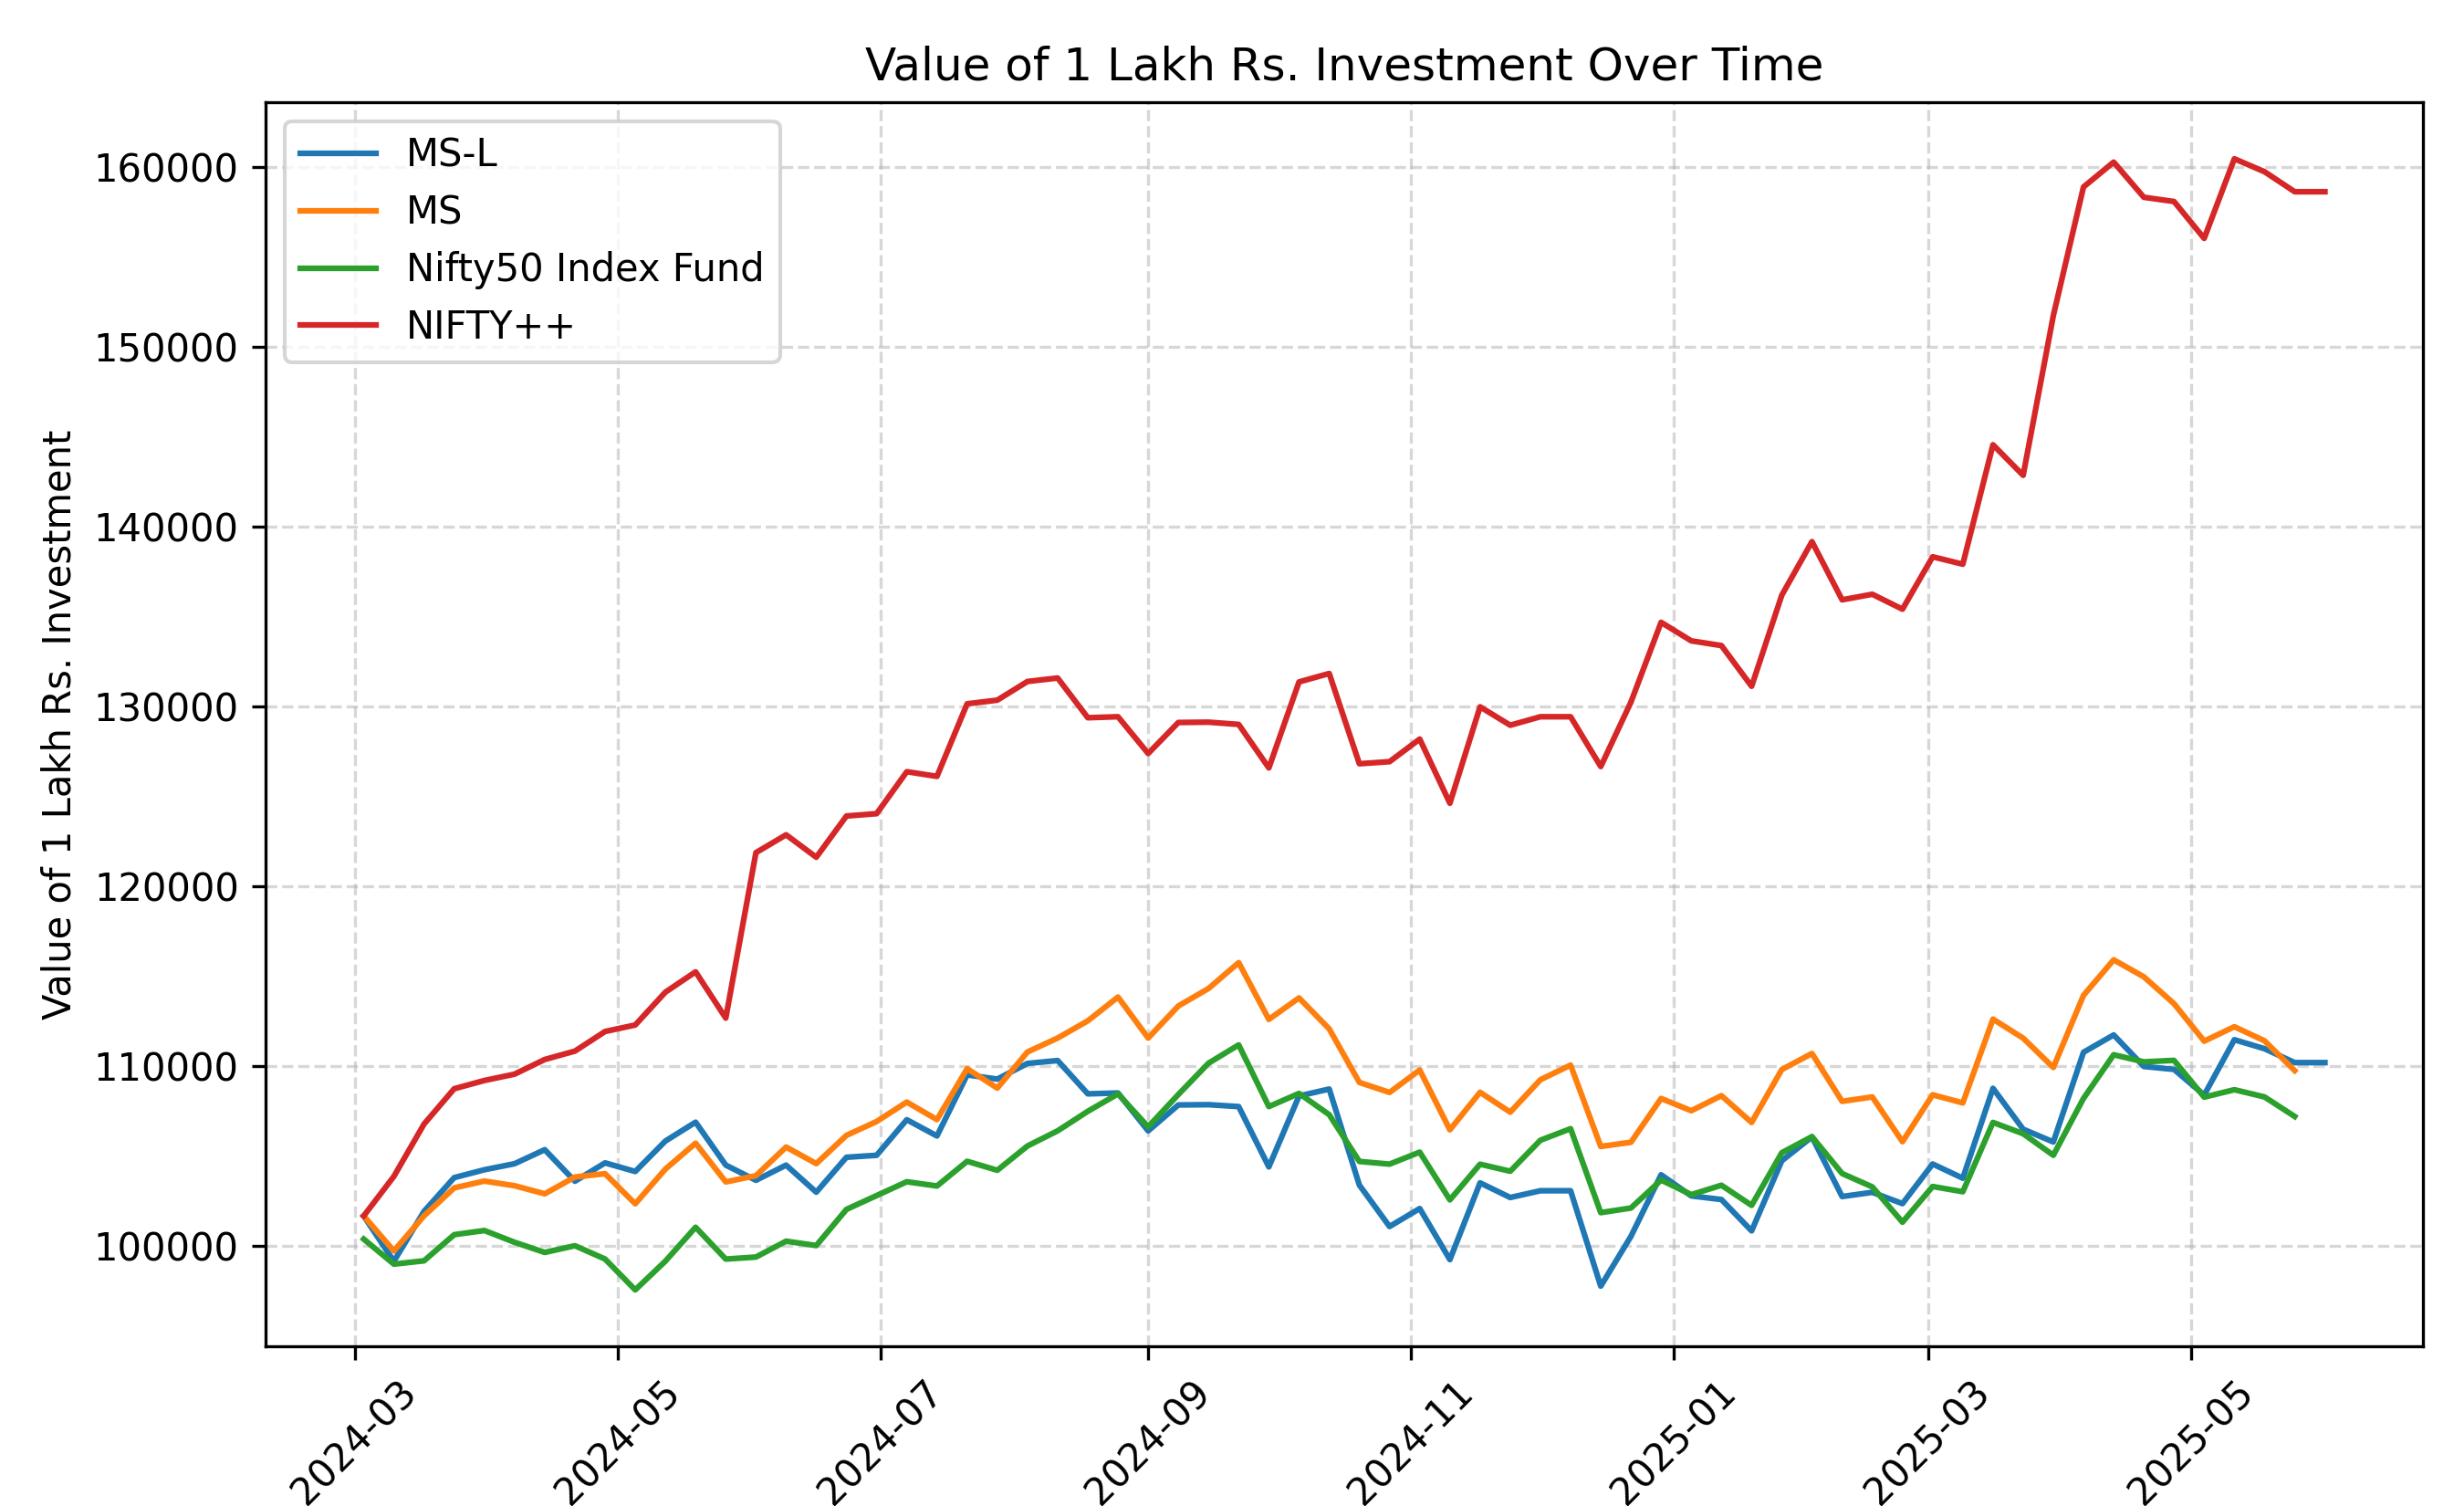 Value of 1 Lakh Rs. Investment Over Time
MS-L
MS
Nifty50 Index Fund
NIFTY++
Value of 1 Lakh Rs. Investment
160000
150000
140000
130000
120000
110000
100000
2024-03
2024-05
2024-07
2024-09
2024-11
2025-01
2025-03
2025-05